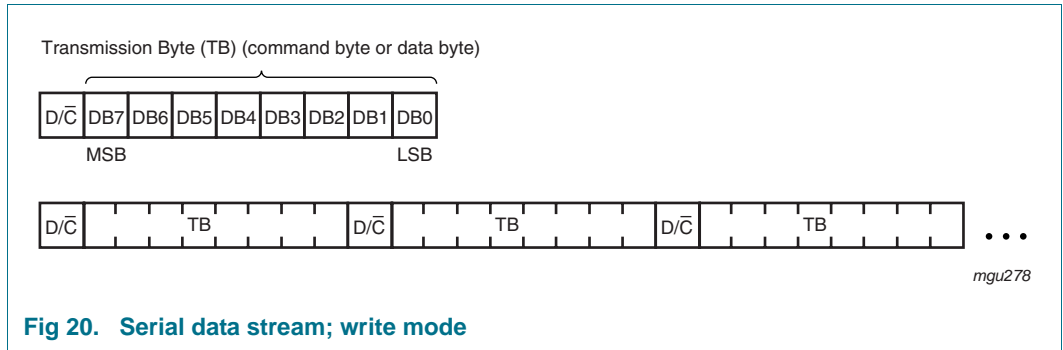 Transmission Byte (TB) (command byte or data byte)
D/C̅ DB7 DB6 DB5 DB4 DB3 DB2 DB1 DB0
MSB LSB
D/C̅ TB D/C̅ TB D/C̅ TB
mgu278
Fig 20. Serial data stream; write mode